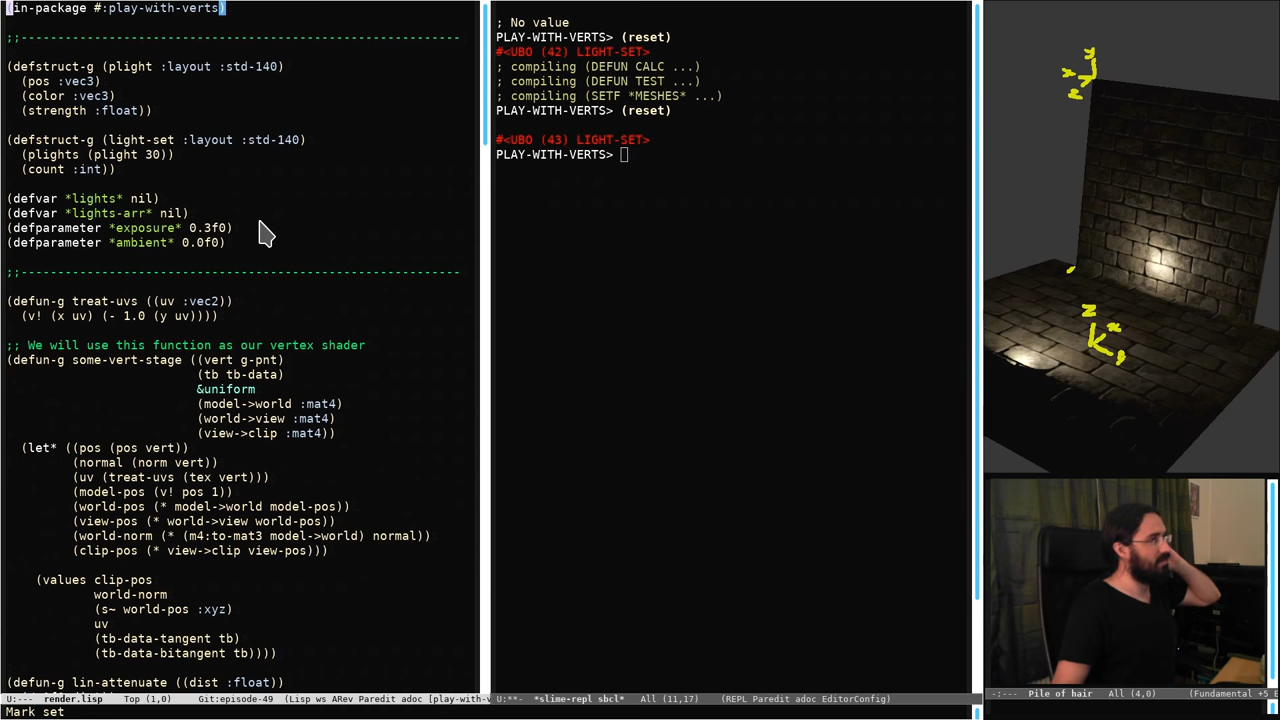 (in-package #:play-with-verts)
;;------------------------------------------------------------
(defstruct-g (plight :layout :std-140)
  (pos :vec3)
  (color :vec3)
  (strength :float))
(defstruct-g (light-set :layout :std-140)
  (plights (plight 30))
  (count :int))
(defvar *lights* nil)
(defvar *lights-arr* nil)
(defparameter *exposure* 0.3f0)
(defparameter *ambient* 0.0f0)
;;------------------------------------------------------------
(defun-g treat-uvs ((uv :vec2))
  (v! (x uv) (- 1.0 (y uv))))
;; We will use this function as our vertex shader
(defun-g some-vert-stage ((vert g-pnt)
                          (tb tb-data)
                          &uniform
                          (model->world :mat4)
                          (world->view :mat4)
                          (view->clip :mat4))
  (let* ((pos (pos vert))
         (normal (norm vert))
         (uv (treat-uvs (tex vert)))
         (model-pos (v! pos 1))
         (world-pos (* model->world model-pos))
         (view-pos (* world->view world-pos))
         (world-norm (* (m4:to-mat3 model->world) normal))
         (clip-pos (* view->clip view-pos)))
    (values clip-pos
            world-norm
            (s~ world-pos :xyz)
            uv
            (tb-data-tangent tb)
            (tb-data-bitangent tb))))
(defun-g lin-attenuate ((dist :float))
U:--- render.lisp Top (1,0) Git:episode-49 (Lisp ws ARev Paredit adoc [play-with-v
Mark set
; No value
PLAY-WITH-VERTS> (reset)
#<UBO (42) LIGHT-SET>
; compiling (DEFUN CALC ...)
; compiling (DEFUN TEST ...)
; compiling (SETF *MESHES* ...)
PLAY-WITH-VERTS> (reset)
#<UBO (43) LIGHT-SET>
PLAY-WITH-VERTS>
U:**- *slime-repl sbcl* All (11,17) (REPL Paredit adoc EditorConfig)
y
x
z
z
x
y
-:--- Pile of hair All (4,0) (Fundamental +5 E